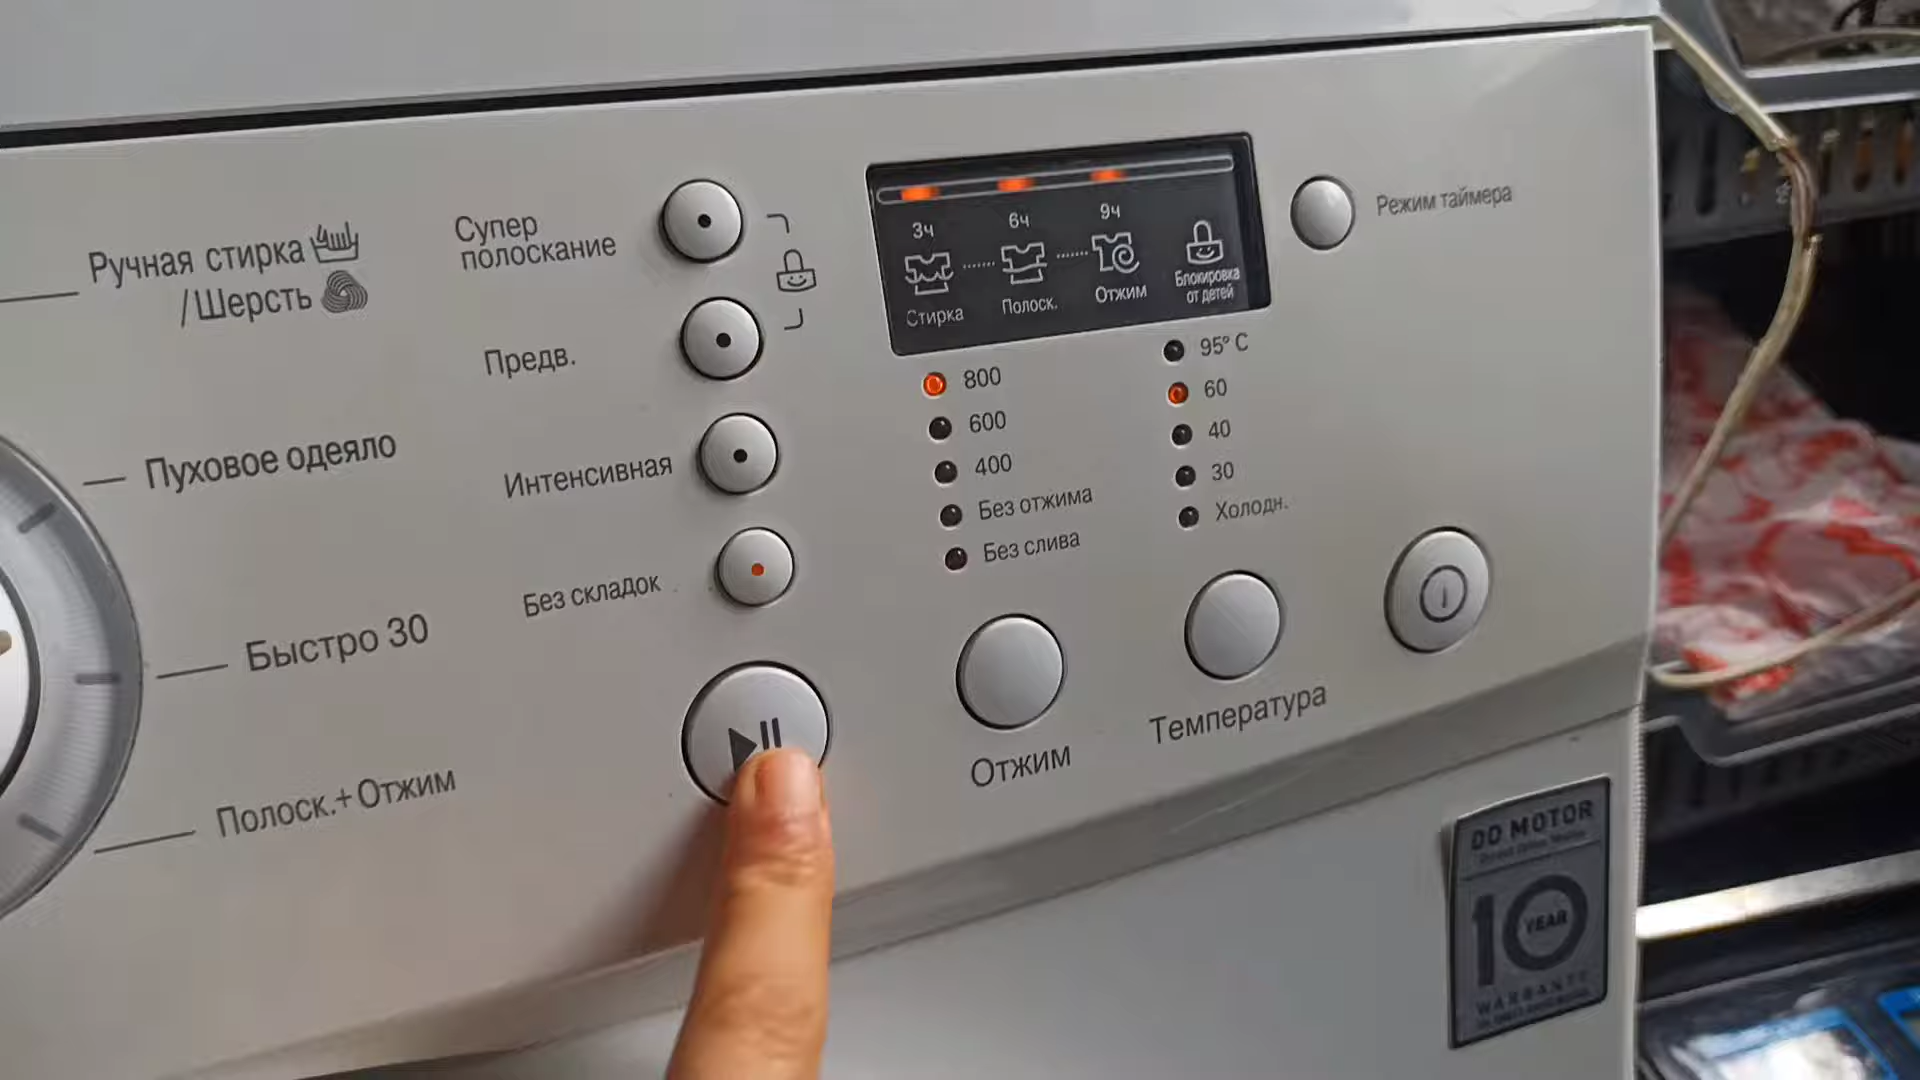 Ручная стирка
/Шерсть
Пуховое одеяло
Быстро 30
Полоск.+Отжим
Супер
полоскание
Предв.
Интенсивная
Без складок
3ч
6ч
9ч
Стирка
Полоск.
Отжим
Блокировка
от детей
Режим таймера
800
600
400
Без отжима
Без слива
95° C
60
40
30
Холодн.
Отжим
Температура
DD MOTOR
10
YEAR
WARRANTY